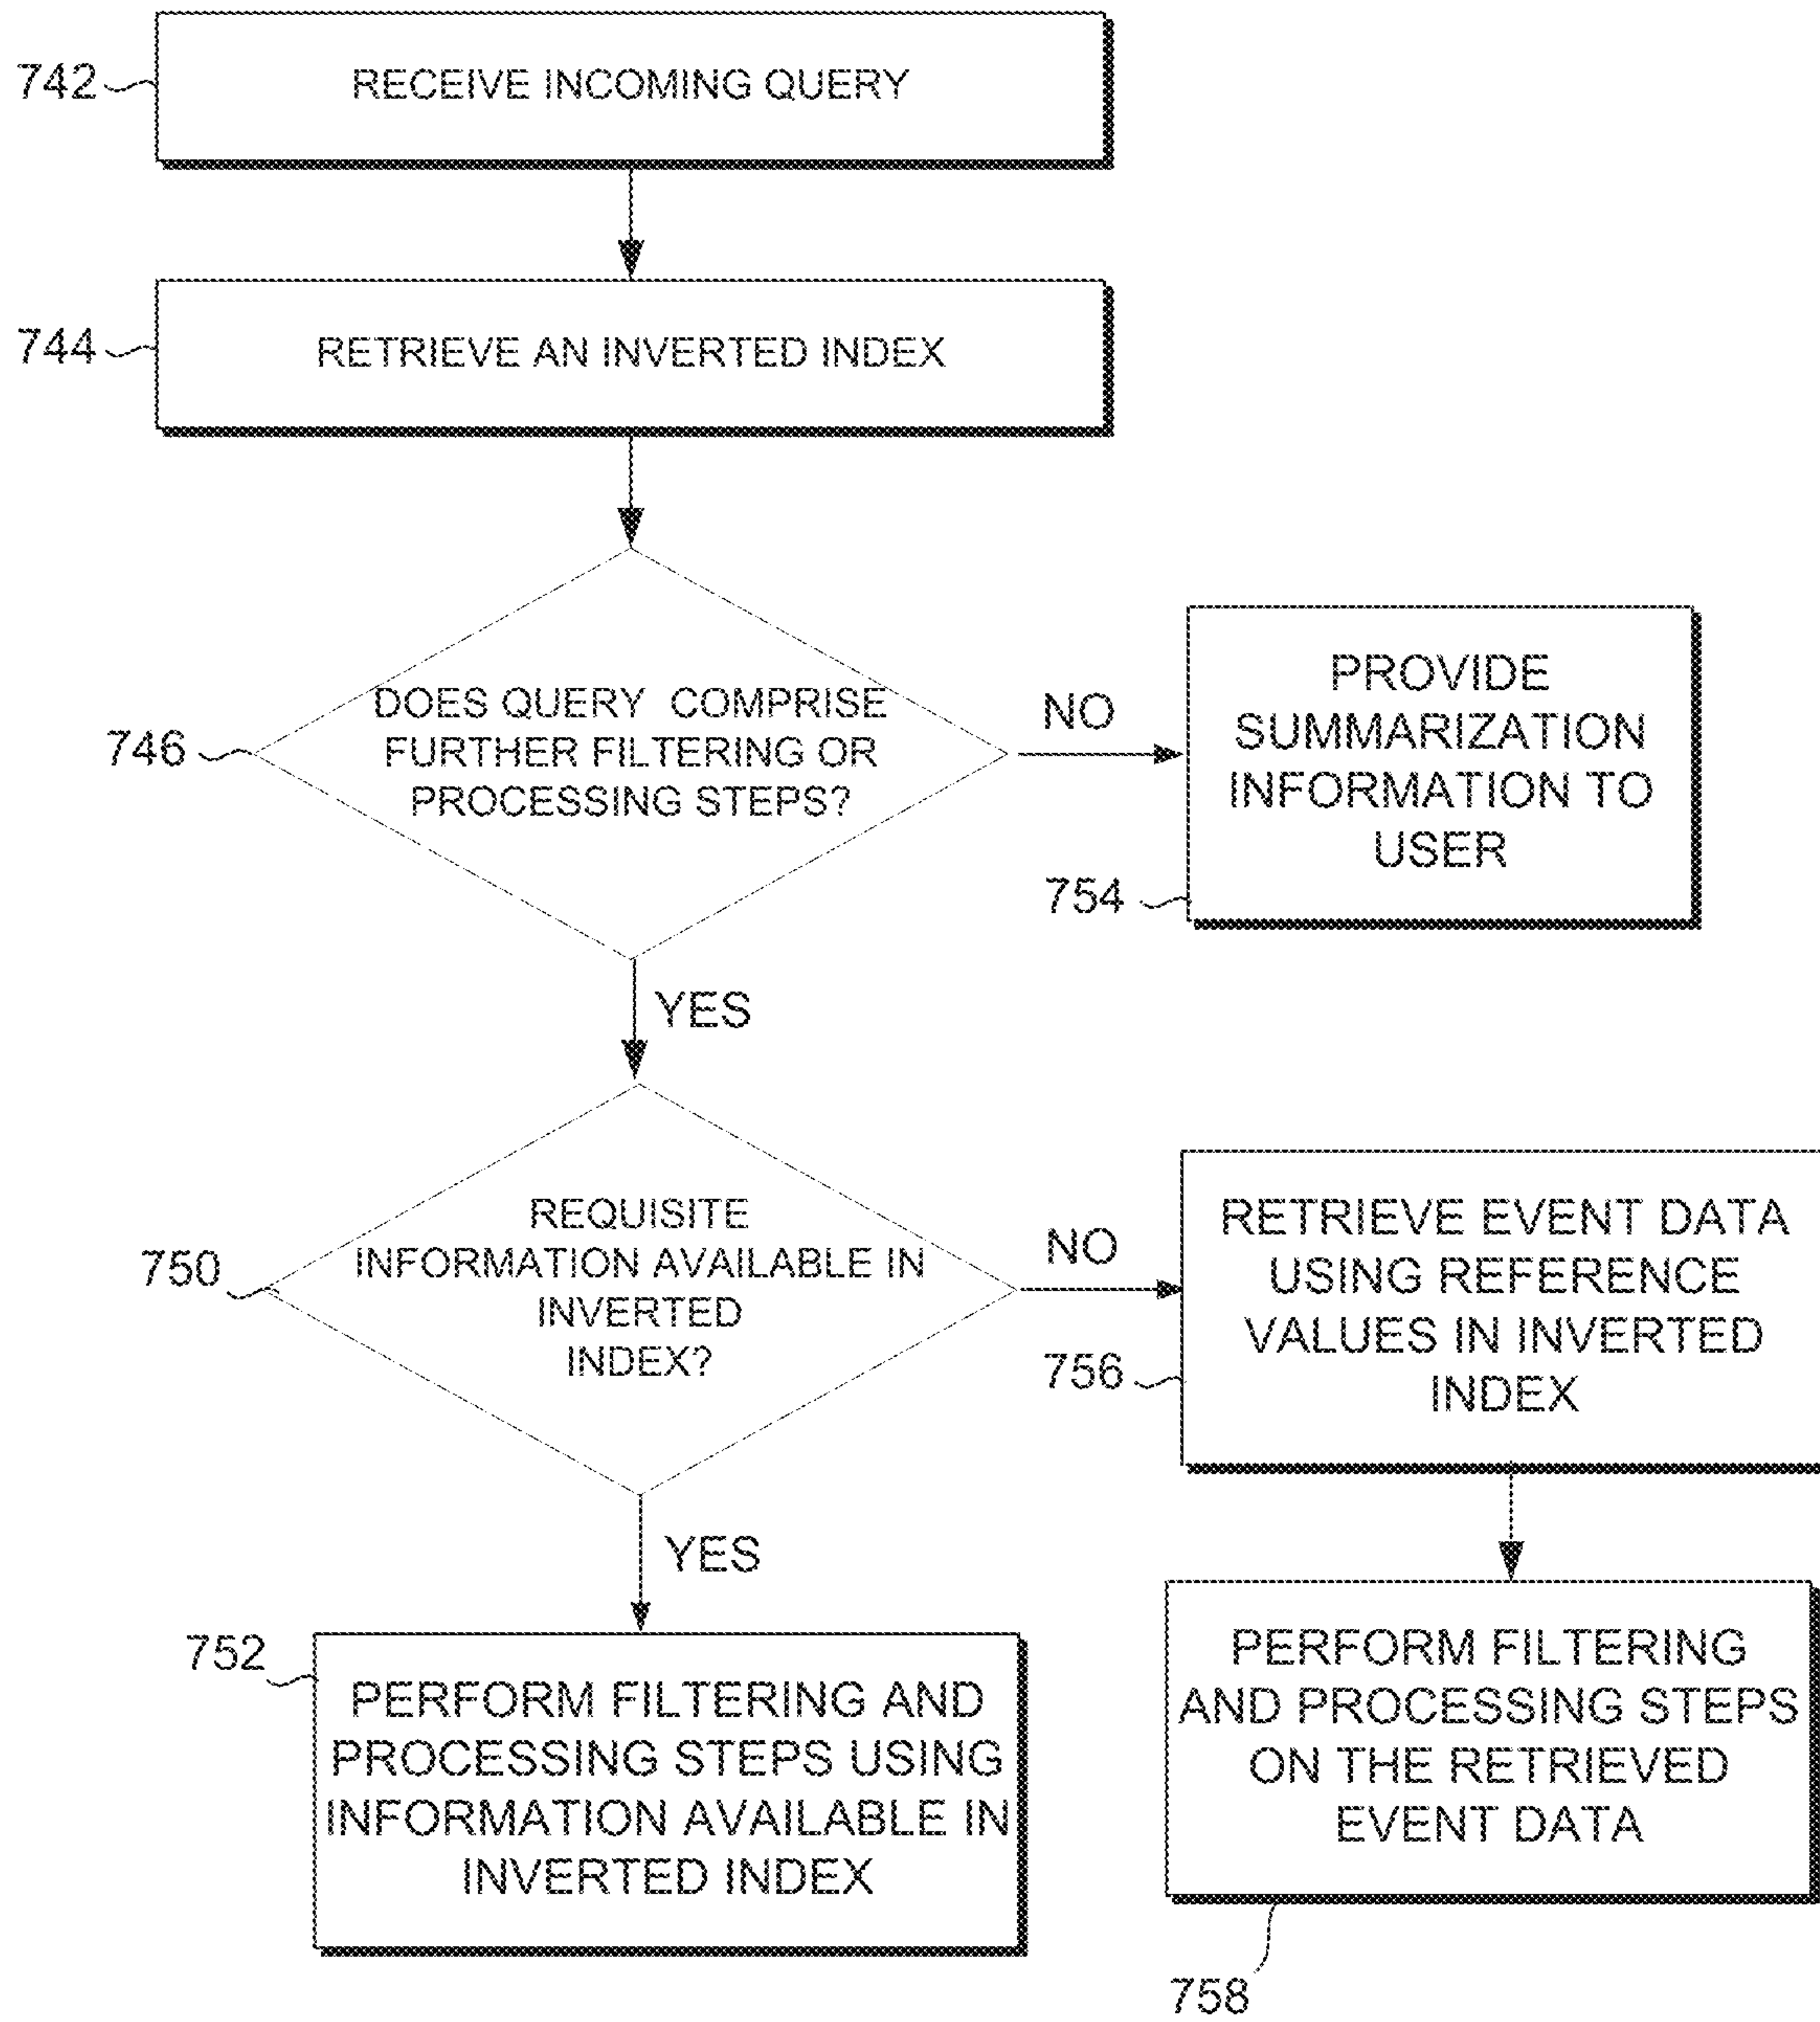 742
RECEIVE INCOMING QUERY
744
RETRIEVE AN INVERTED INDEX
746
DOES QUERY COMPRISE
FURTHER FILTERING OR
PROCESSING STEPS?
NO
PROVIDE
SUMMARIZATION
INFORMATION TO
USER
754
YES
750
REQUISITE
INFORMATION AVAILABLE IN
INVERTED
INDEX?
NO
RETRIEVE EVENT DATA
USING REFERENCE
VALUES IN INVERTED
INDEX
756
YES
752
PERFORM FILTERING AND
PROCESSING STEPS USING
INFORMATION AVAILABLE IN
INVERTED INDEX
PERFORM FILTERING
AND PROCESSING STEPS
ON THE RETRIEVED
EVENT DATA
758